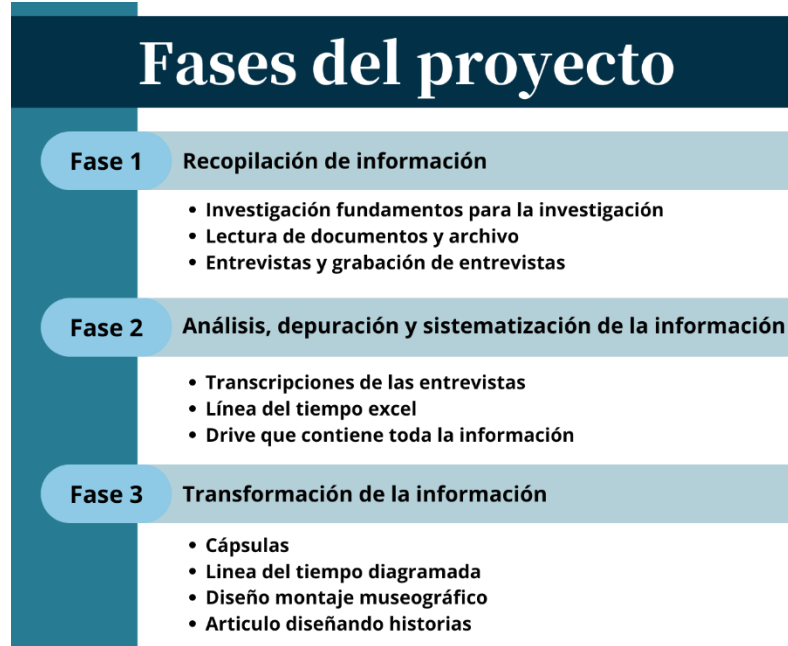 Fases del proyecto
Fase 1
Recopilación de información
• Investigación fundamentos para la investigación
• Lectura de documentos y archivo
• Entrevistas y grabación de entrevistas
Fase 2
Análisis, depuración y sistematización de la información
• Transcripciones de las entrevistas
• Línea del tiempo excel
• Drive que contiene toda la información
Fase 3
Transformación de la información
• Cápsulas
• Linea del tiempo diagramada
• Diseño montaje museográfico
• Articulo diseñando historias